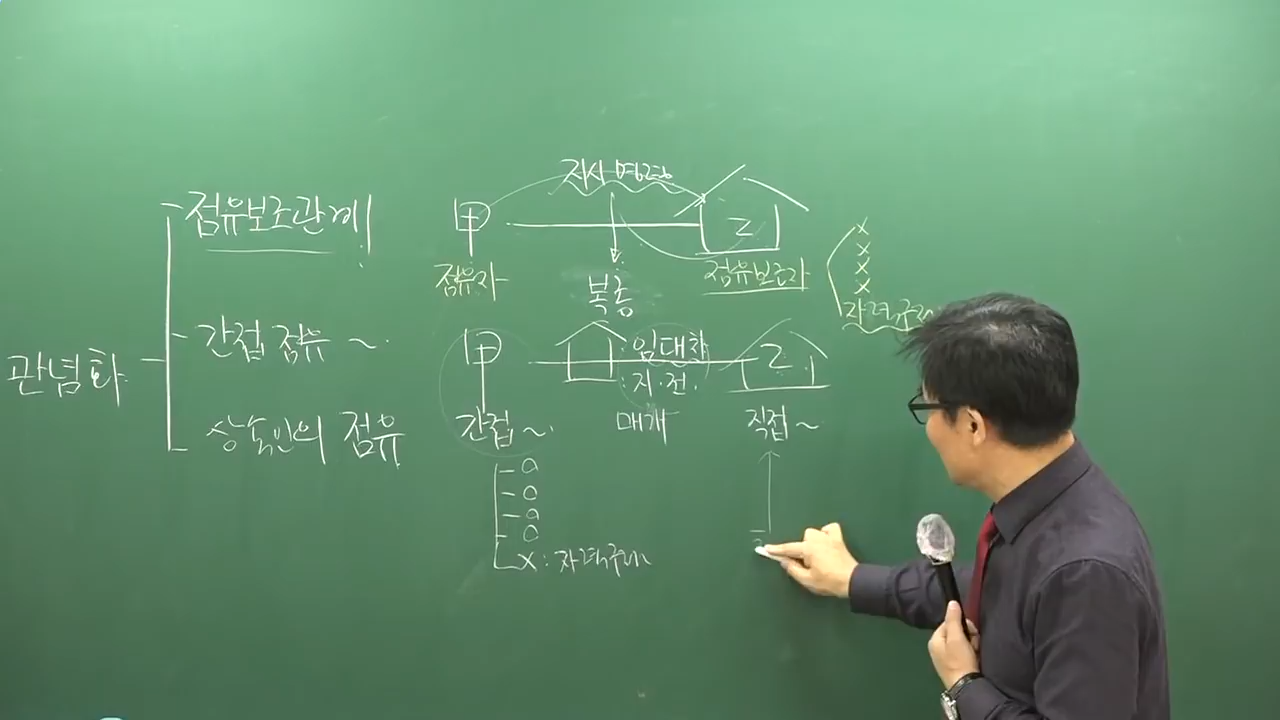 관념화
점유보조관계
간접점유 ~
상속인의 점유
지시 명령
甲 乙
점유자 점유보조자
복종
x
x
x
x
자력구제
甲 : 임대차 乙
: 지·전.
간접 ~ 매개 직접 ~
o
o
o
o
x : 자력구제